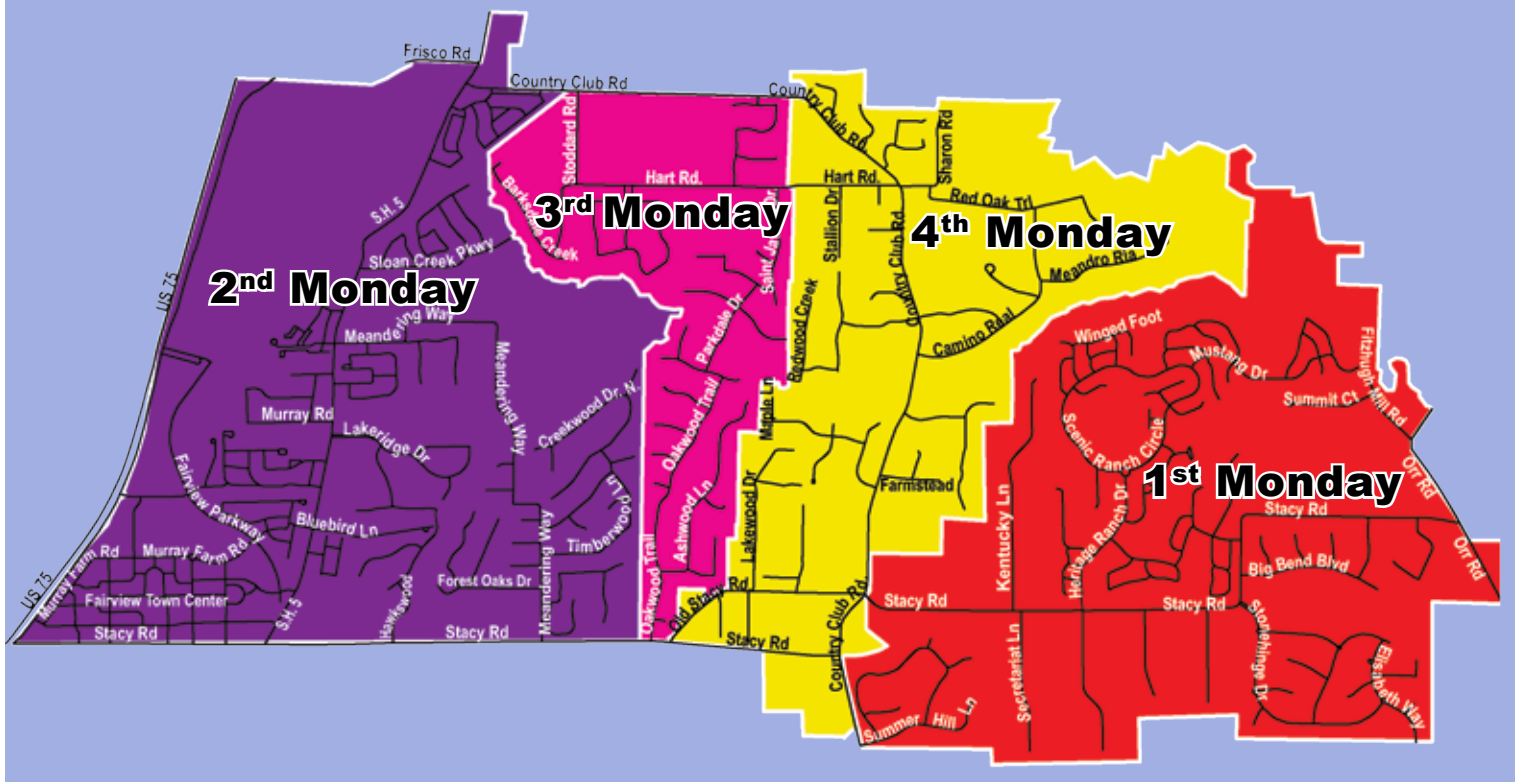 Frisco Rd
Country Club Rd
Country Club Rd.
Stoddard Rd
Sharon Rd
Hart Rd.
Hart Rd.
Barksdale Creek
3rd Monday
Red Oak Trl
S.H. 5
Stallion Dr
Country Club Rd
4th Monday
Sloan Creek Pkwy
Meandro Ria
US 75
2nd Monday
Meandering Way
Parkdale Dr
Redwood Creek
Camino Real
Winged Foot
Mustang Dr
Fitzhugh Mill Rd
Meandering Way
Creekwood Dr. N.
Oakwood Trail
Maple Ln
Summit Ct
Murray Rd
Lakeridge Dr
Scenic Ranch Circle
1st Monday
Orr Rd
Fairview Parkway
Timberwood Ln
Ashwood Ln
Lakewood Dr
Farmstead
Kentucky Ln
Heritage Ranch Dr
Stacy Rd
Bluebird Ln
Meandering Way
Murray Farm Rd
Murray Farm Rd
Orr Rd
Big Bend Blvd
US 75
Fairview Town Center
S.H. 5
Hawkswood
Forest Oaks Dr
Oakwood Trail
Old Stacy Rd
Country Club Rd
Stacy Rd
Stacy Rd
Stacy Rd
Stacy Rd
Stacy Rd
Secretariat Ln
Stonehinge Dr
Elisabeth Way
Summer Hill Ln